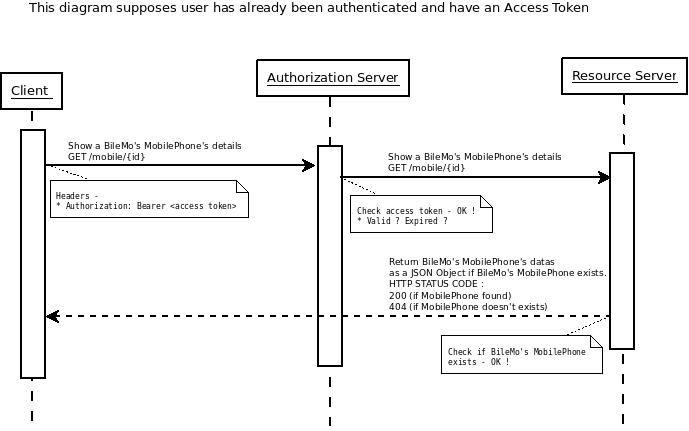 This diagram supposes user has already been authenticated and have an Access Token
Client
Authorization Server
Resource Server
Show a BileMo's MobilePhone's details
GET /mobile/{id}
Headers -
* Authorization: Bearer <access token>
Show a BileMo's MobilePhone's details
GET /mobile/{id}
Check access token - OK !
* Valid ? Expired ?
Return BileMo's MobilePhone's datas
as a JSON Object if BileMo's MobilePhone exists.
HTTP STATUS CODE :
200 (if MobilePhone found)
404 (if MobilePhone doesn't exists)
Check if BileMo's MobilePhone
exists - OK !